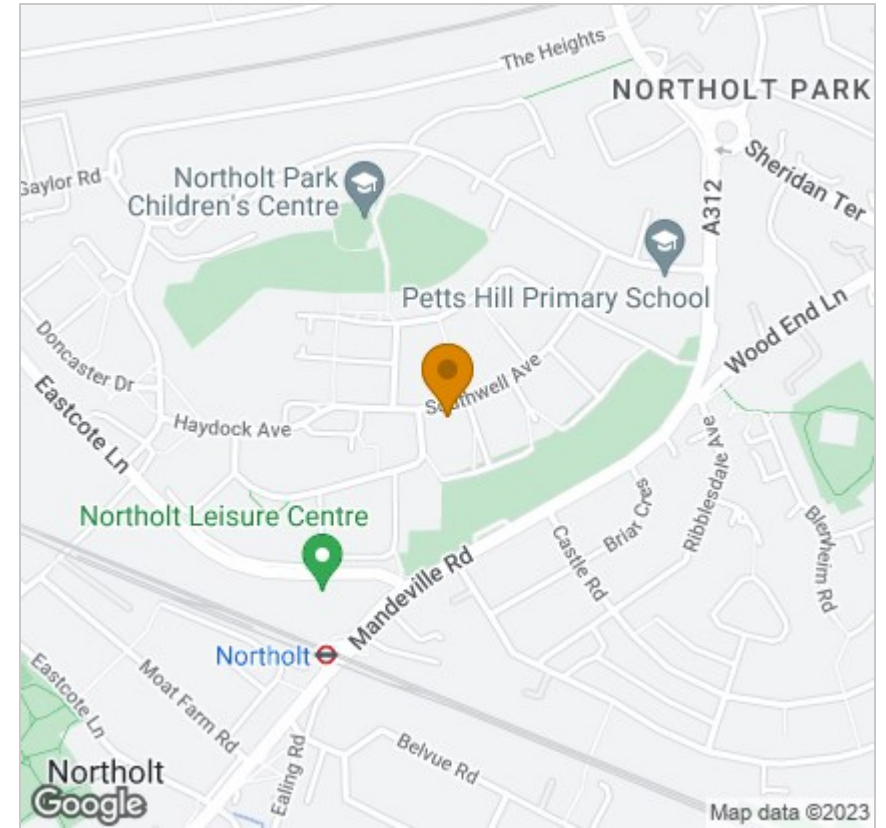 The Heights
NORTHOLT PARK
Gaylor Rd
Northolt Park
Children's Centre
Sheridan Ter
A312
Petts Hill Primary School
Wood End Ln
Doncaster Dr
Eastcote Ln
Southwell Ave
Haydock Ave
Ribblesdale Ave
Briar Cres
Blenheim Rd
Northolt Leisure Centre
Castle Rd
Mandeville Rd
Northolt
Eastcote Ln
Moat Farm Rd
Belvue Rd
Ealing Rd
Northolt
Google
Map data ©2023